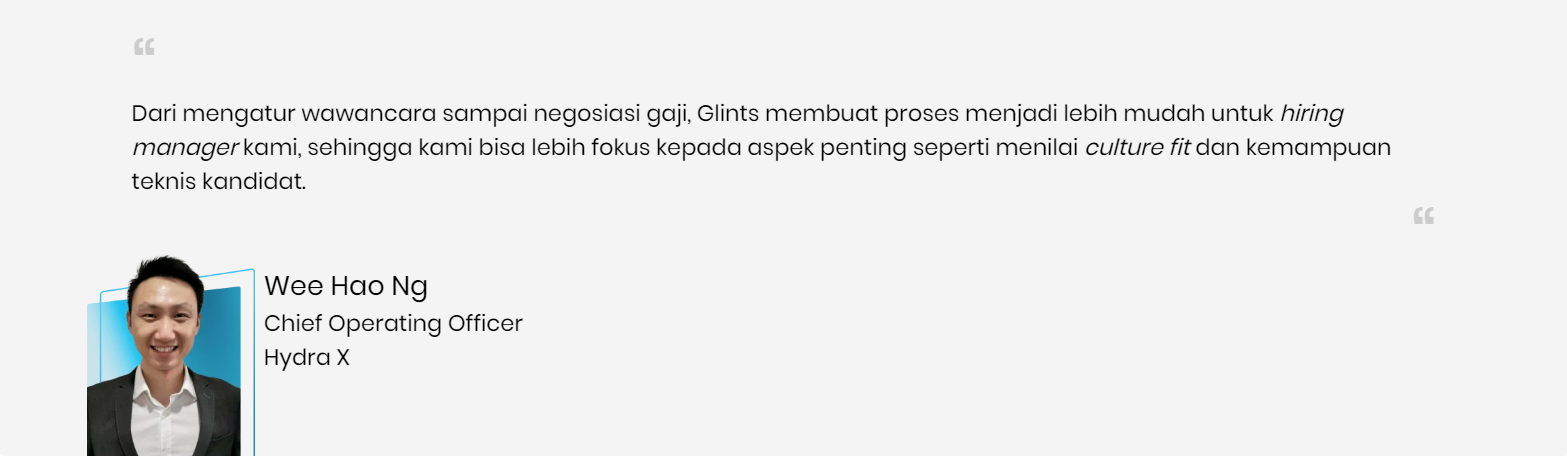 “
Dari mengatur wawancara sampai negosiasi gaji, Glints membuat proses menjadi lebih mudah untuk hiring
manager kami, sehingga kami bisa lebih fokus kepada aspek penting seperti menilai culture fit dan kemampuan
teknis kandidat.
“
Wee Hao Ng
Chief Operating Officer
Hydra X